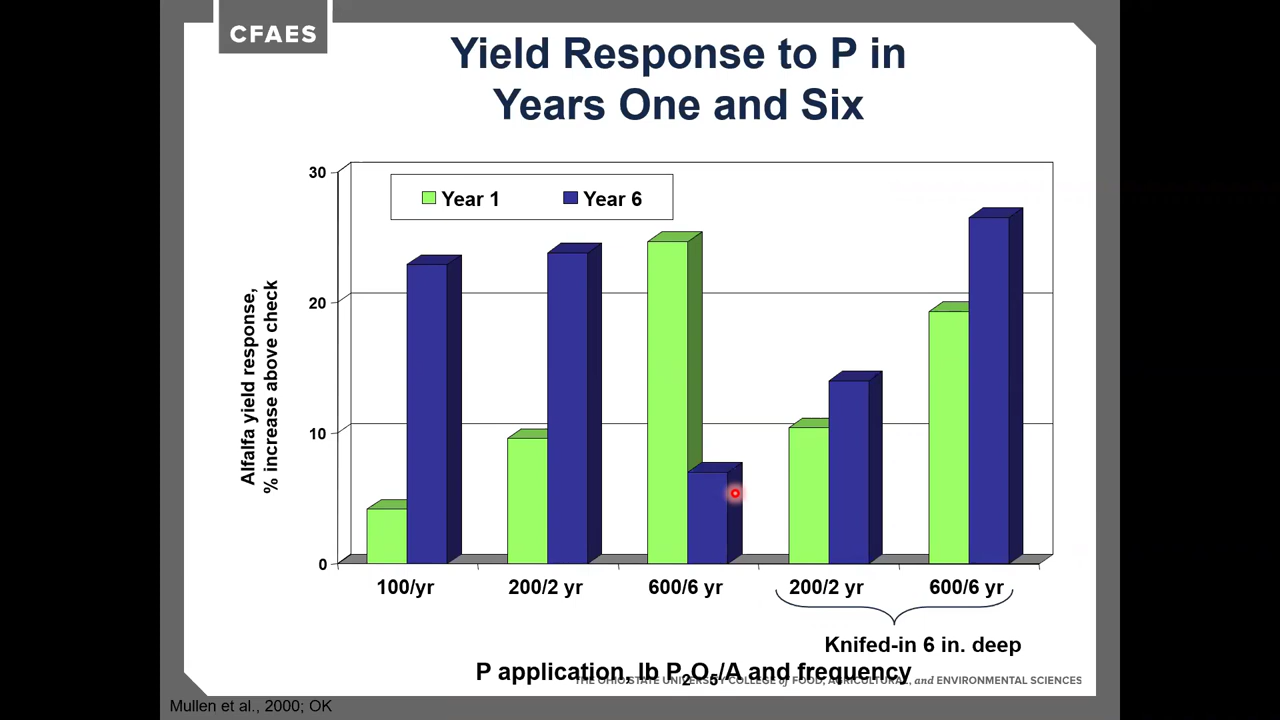 CFAES
Yield Response to P in
Years One and Six
30
Year 1
Year 6
20
10
0
Alfalfa yield response,
% increase above check
100/yr
200/2 yr
600/6 yr
200/2 yr
600/6 yr
Knifed-in 6 in. deep
P application, lb P₂O₅/A and frequency
THE OHIO STATE UNIVERSITY COLLEGE of FOOD, AGRICULTURAL, and ENVIRONMENTAL SCIENCES
Mullen et al., 2000; OK